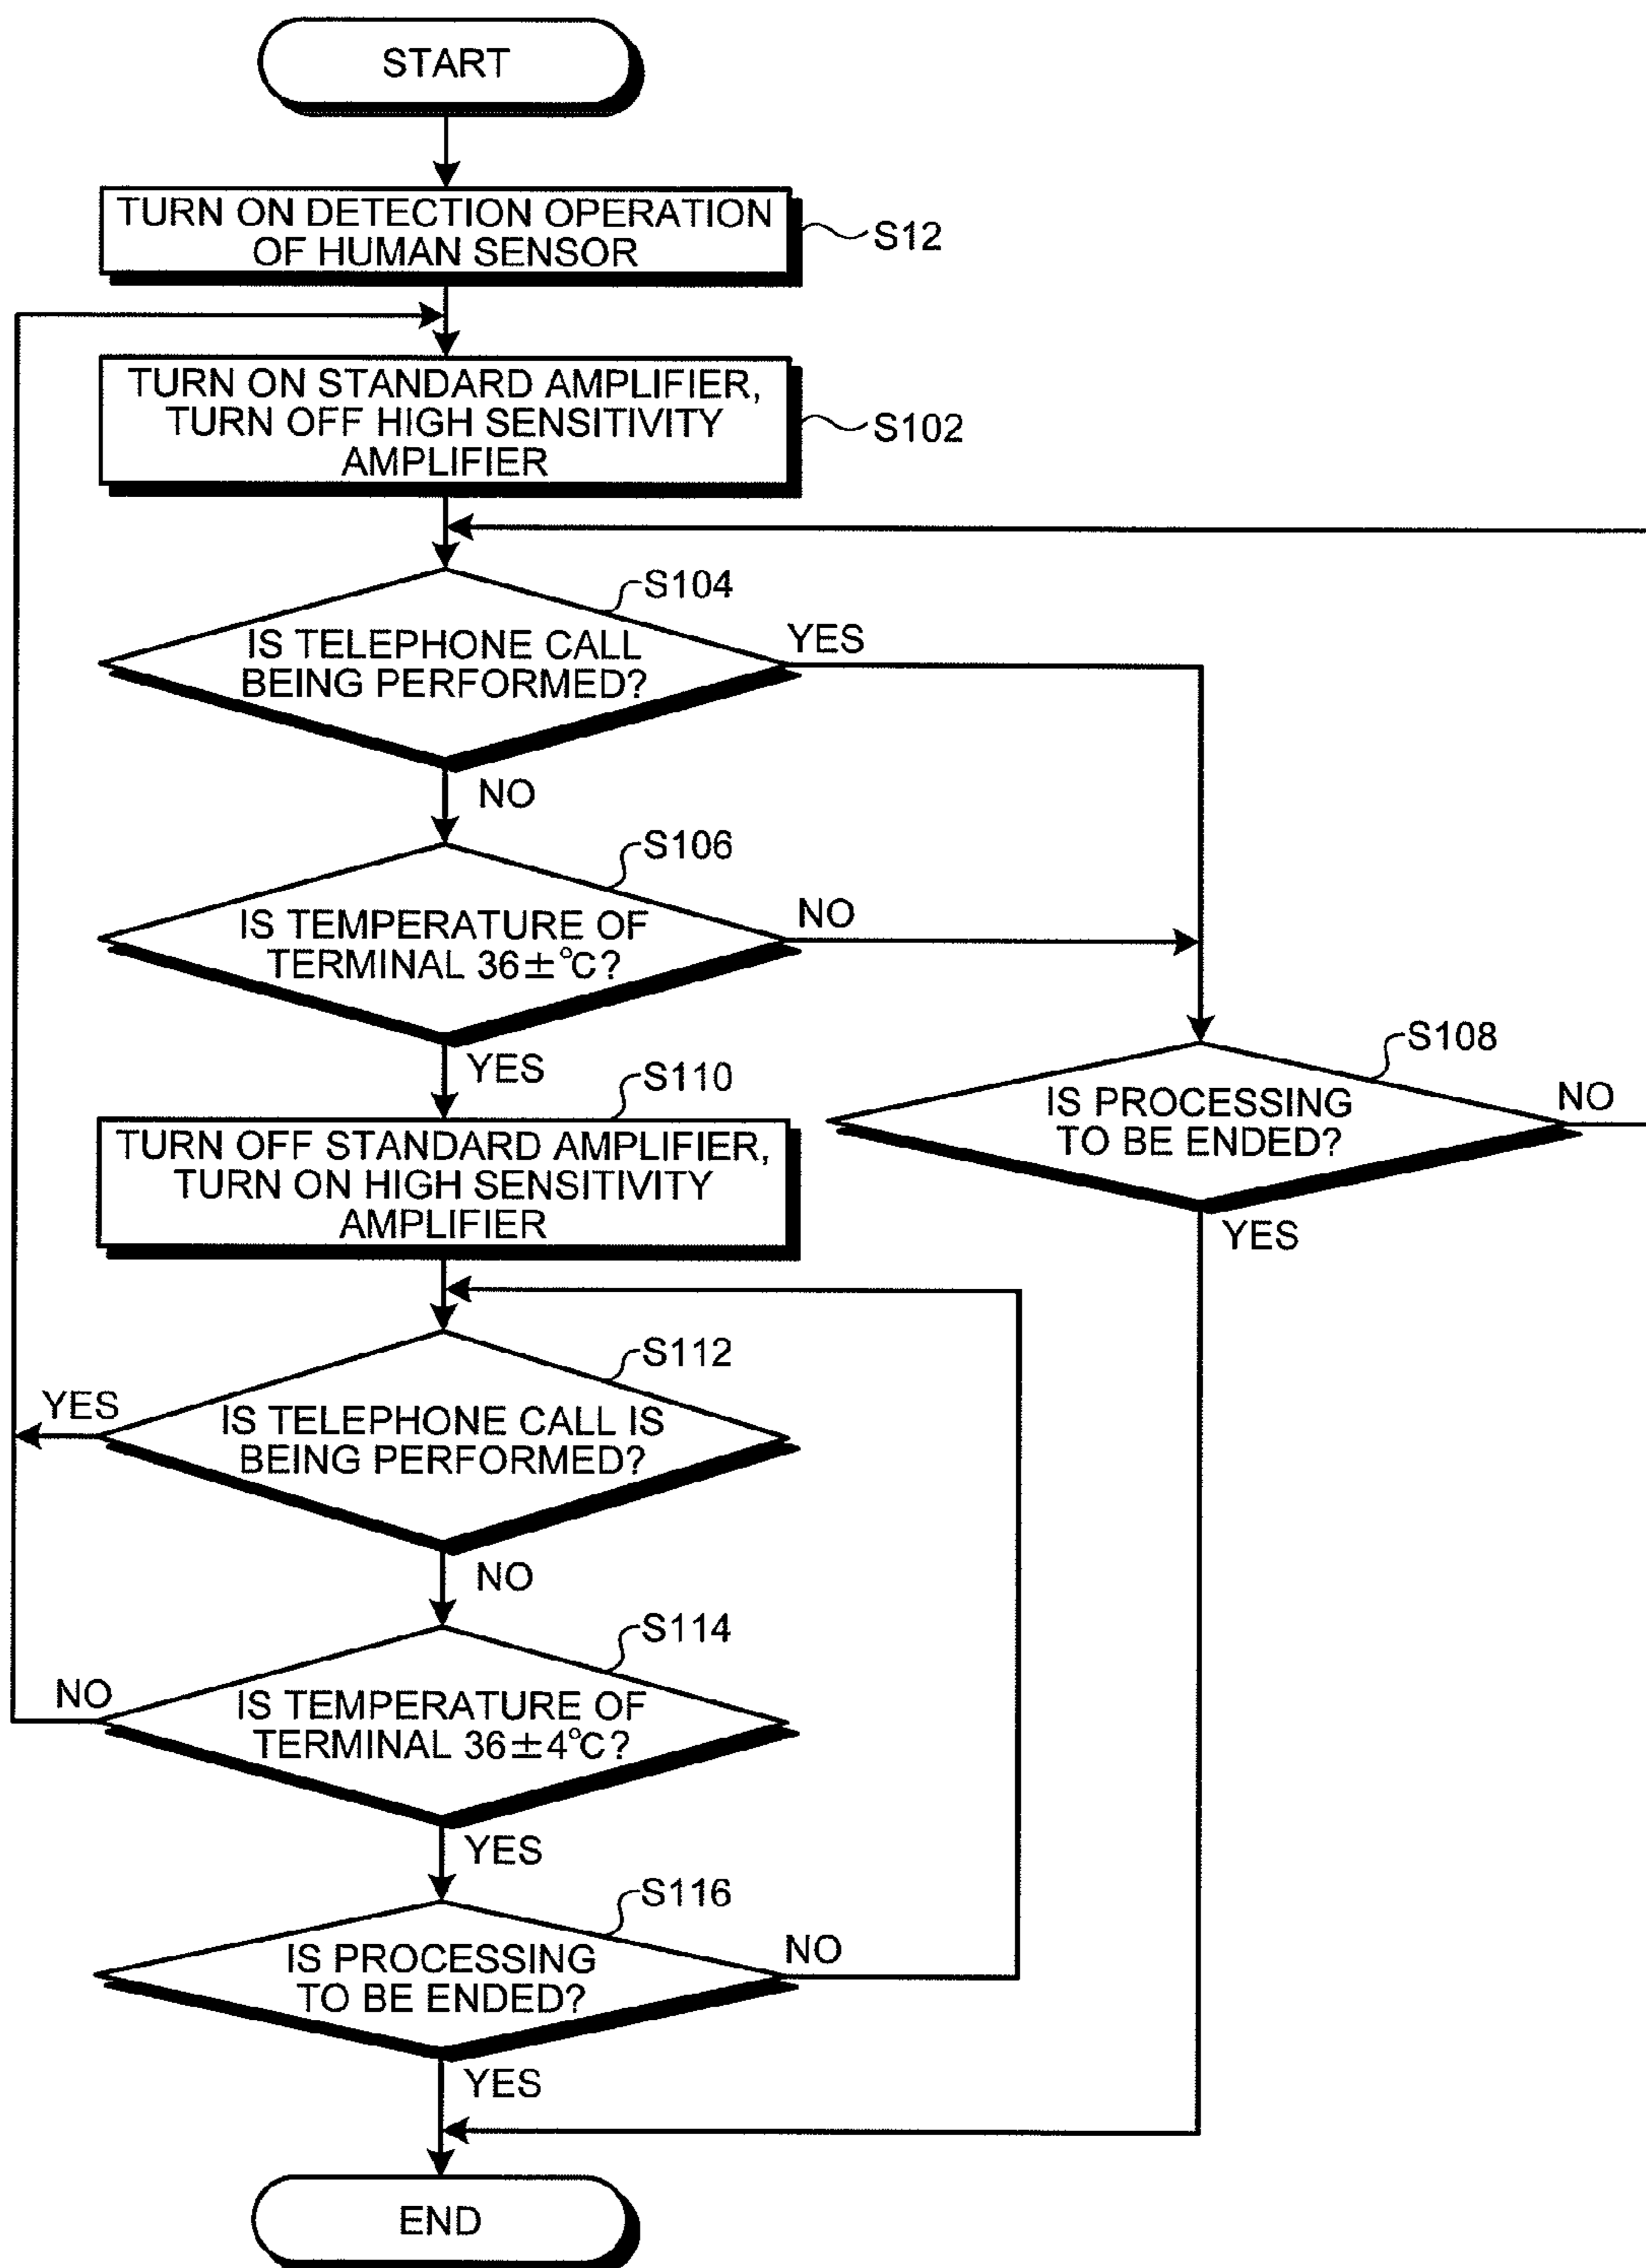 START
TURN ON DETECTION OPERATION
OF HUMAN SENSOR
S12
TURN ON STANDARD AMPLIFIER,
TURN OFF HIGH SENSITIVITY
AMPLIFIER
S102
S104
IS TELEPHONE CALL
BEING PERFORMED?
YES
NO
S106
IS TEMPERATURE OF
TERMINAL 36±°C?
NO
YES
S108
IS PROCESSING
TO BE ENDED?
NO
YES
S110
TURN OFF STANDARD AMPLIFIER,
TURN ON HIGH SENSITIVITY
AMPLIFIER
S112
IS TELEPHONE CALL IS
BEING PERFORMED?
YES
NO
S114
IS TEMPERATURE OF
TERMINAL 36±4°C?
NO
YES
S116
IS PROCESSING
TO BE ENDED?
NO
YES
END